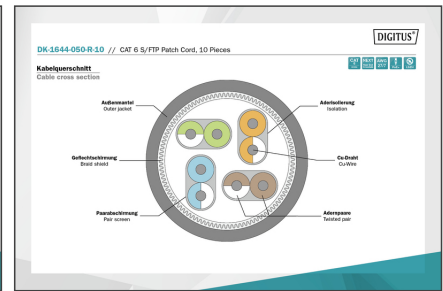 DIGITUS®
DK-1644-050-R-10 // CAT 6 S/FTP Patch Cord, 10 Pieces
Kabelquerschnitt
Cable cross section
Außenmantel
Outer jacket
Aderisolierung
Isolation
Geflechtschirmung
Braid shield
Cu-Draht
Cu-Wire
Paarabschirmung
Pair screen
Adernpaare
Twisted pair